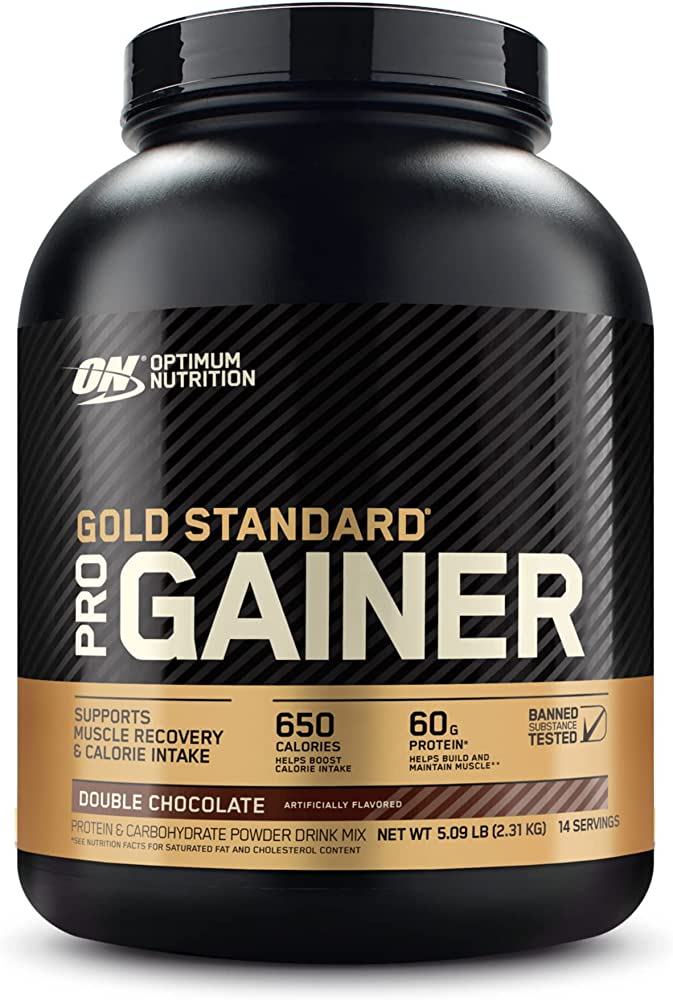 ON® OPTIMUM
NUTRITION
GOLD STANDARD®
PRO GAINER
SUPPORTS
MUSCLE RECOVERY
& CALORIE INTAKE
650
CALORIES
HELPS BOOST
CALORIE INTAKE
60G
PROTEIN*
HELPS BUILD AND
MAINTAIN MUSCLE**
BANNED
SUBSTANCE
TESTED
DOUBLE CHOCOLATE ARTIFICIALLY FLAVORED
PROTEIN & CARBOHYDRATE POWDER DRINK MIX NET WT 5.09 LB (2.31 KG) 14 SERVINGS
*SEE NUTRITION FACTS FOR SATURATED FAT AND CHOLESTEROL CONTENT